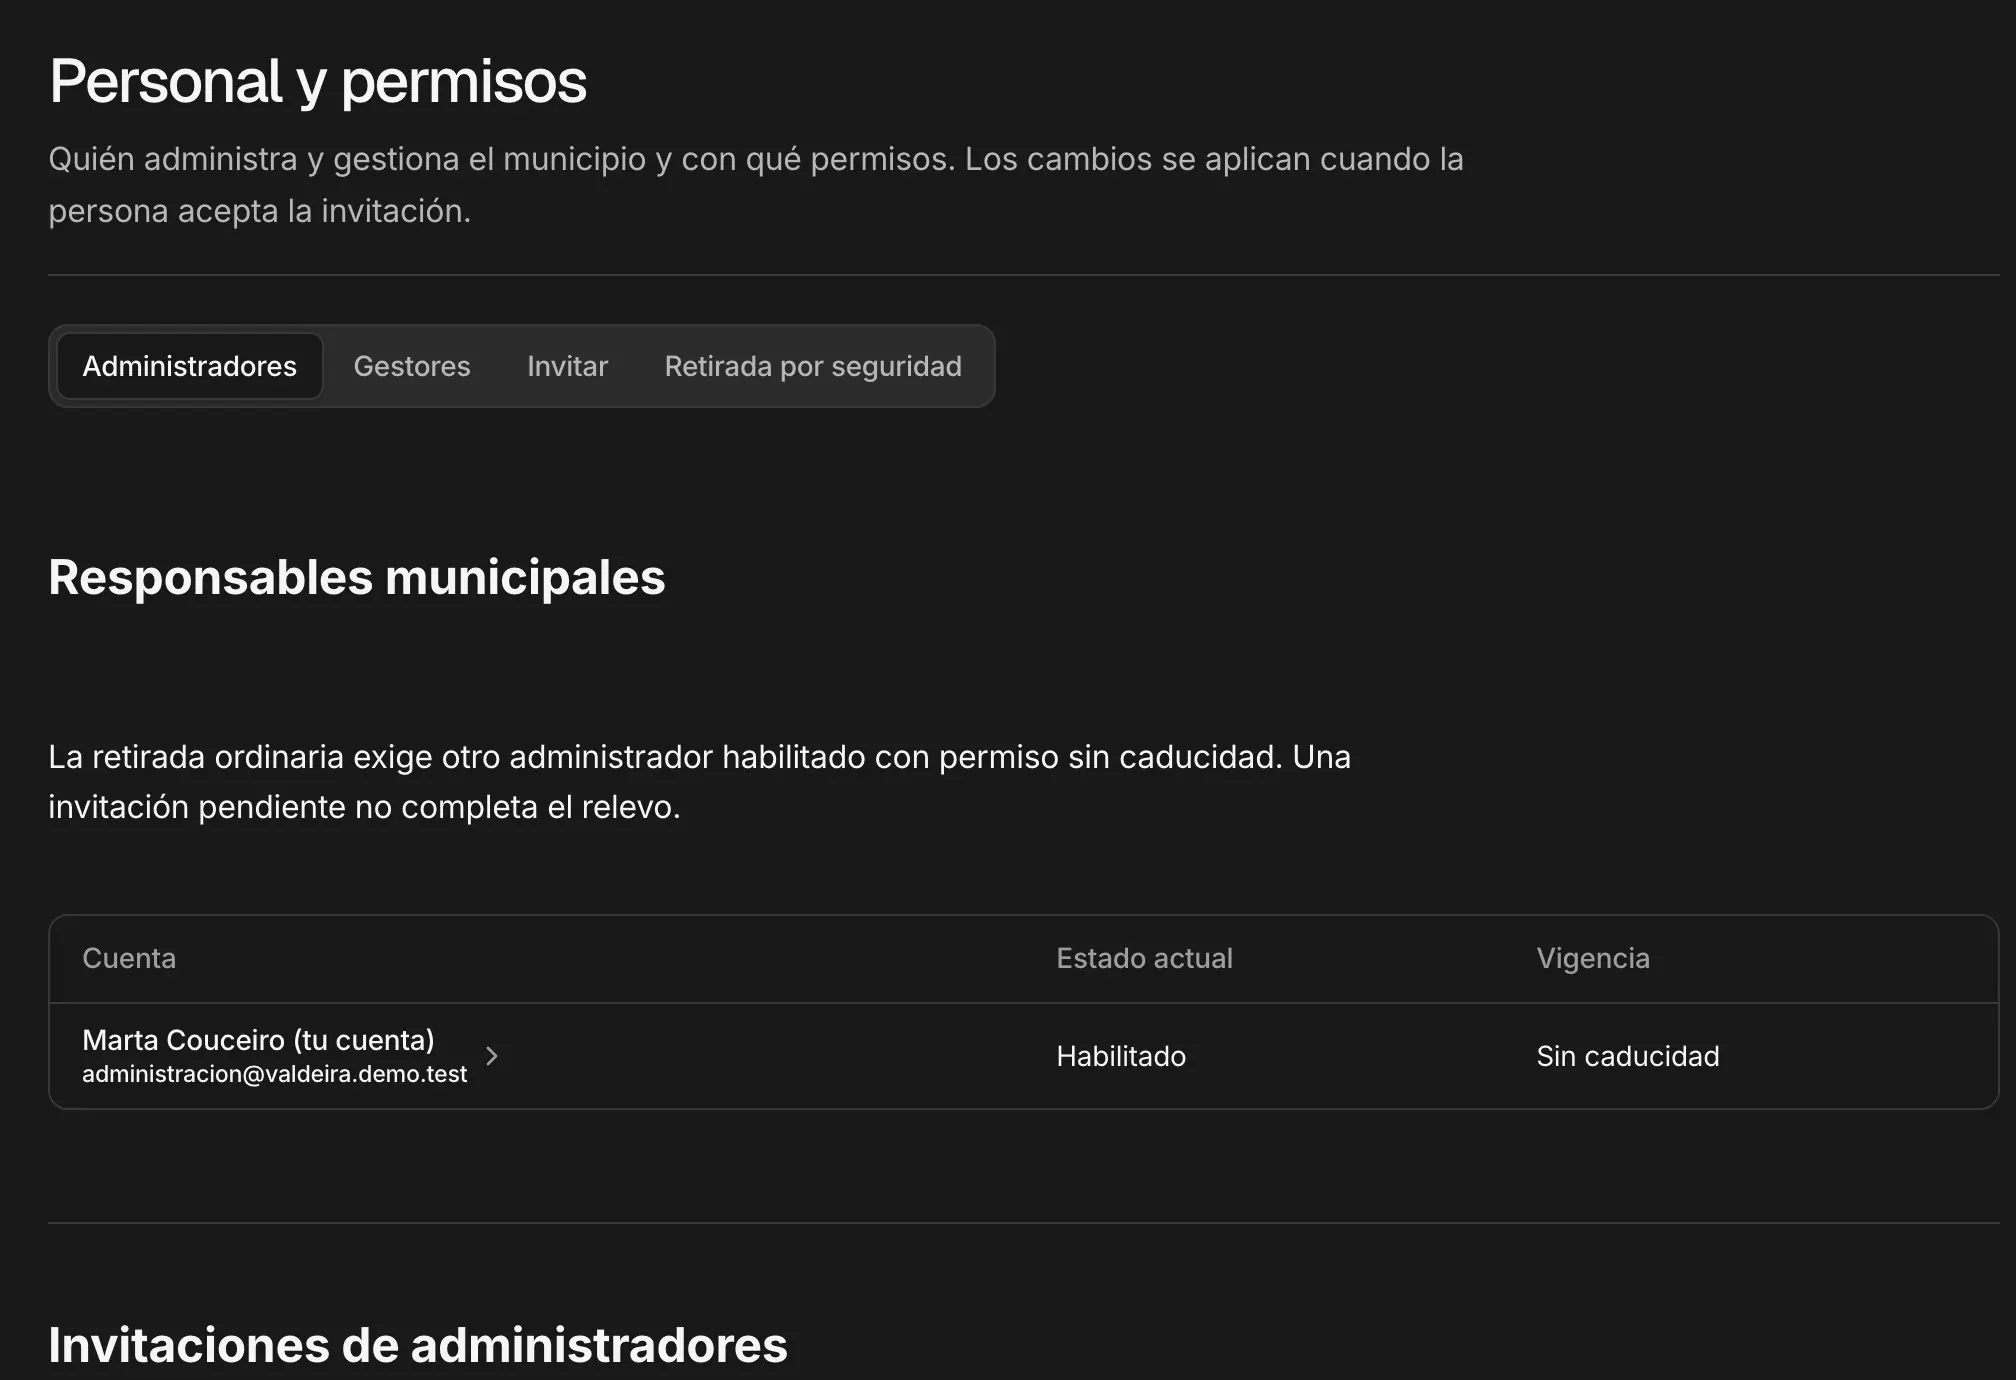 Personal y permisos
Quién administra y gestiona el municipio y con qué permisos. Los cambios se aplican cuando la
persona acepta la invitación.
Administradores Gestores Invitar Retirada por seguridad
Responsables municipales
La retirada ordinaria exige otro administrador habilitado con permiso sin caducidad. Una
invitación pendiente no completa el relevo.
Cuenta Estado actual Vigencia
Marta Couceiro (tu cuenta)
administracion@valdeira.demo.test
Habilitado Sin caducidad
Invitaciones de administradores